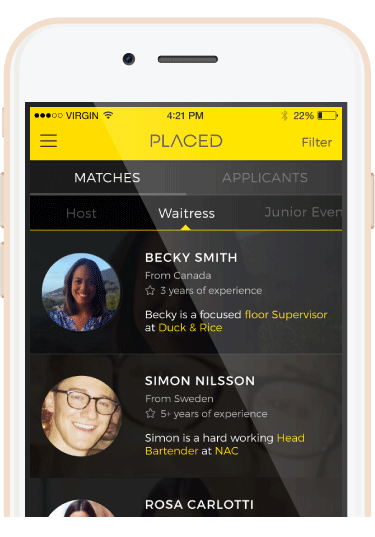 VIRGIN 4:21 PM 22%
PLACED Filter
MATCHES APPLICANTS
Host Waitress Junior Even
BECKY SMITH
From Canada
3 years of experience
Becky is a focused floor Supervisor
at Duck & Rice
SIMON NILSSON
From Sweden
5+ years of experience
Simon is a hard working Head
Bartender at NAC
ROSA CARLOTTI